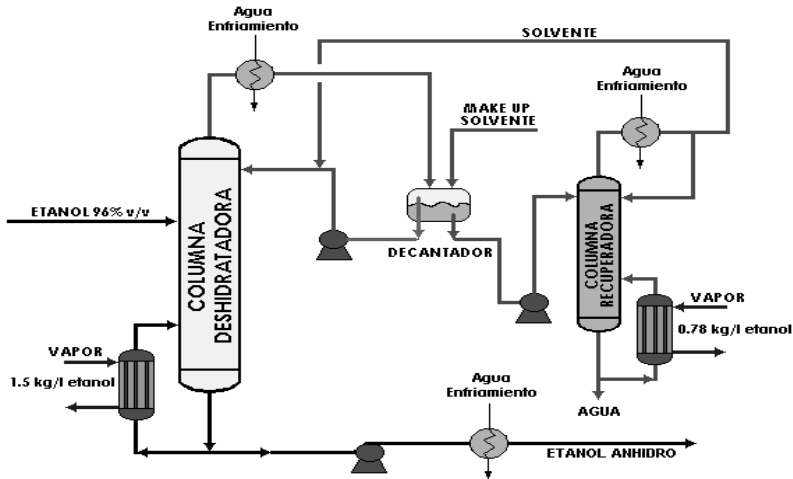 Agua
Enfriamiento
SOLVENTE
Agua
Enfriamiento
MAKE UP
SOLVENTE
ETANOL 96% v/v
COLUMNA
DESHIDRATADORA
DECANTADOR
COLUMNA
RECUPERADORA
VAPOR
0.78 kg/l etanol
VAPOR
1.5 kg/l etanol
AGUA
Agua
Enfriamiento
ETANOL ANHIDRO